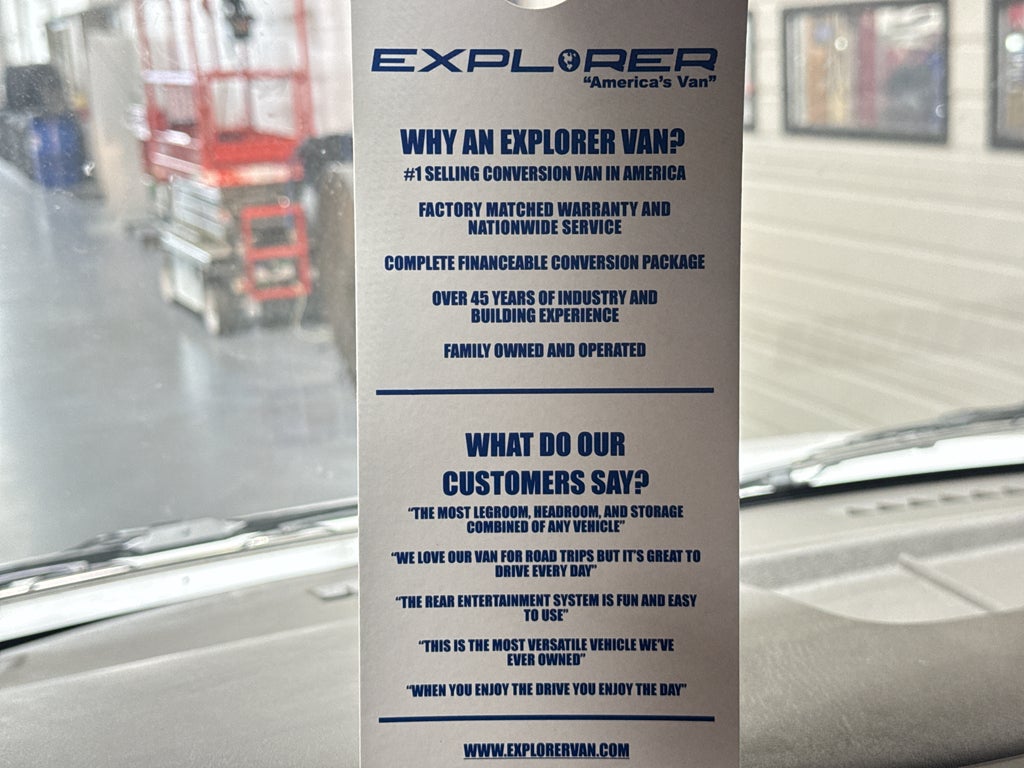 EXPLORER
"America's Van"
WHY AN EXPLORER VAN?
#1 SELLING CONVERSION VAN IN AMERICA
FACTORY MATCHED WARRANTY AND
NATIONWIDE SERVICE
COMPLETE FINANCEABLE CONVERSION PACKAGE
OVER 45 YEARS OF INDUSTRY AND
BUILDING EXPERIENCE
FAMILY OWNED AND OPERATED
WHAT DO OUR
CUSTOMERS SAY?
"THE MOST LEGROOM, HEADROOM, AND STORAGE
COMBINED OF ANY VEHICLE"
"WE LOVE OUR VAN FOR ROAD TRIPS BUT IT'S GREAT TO
DRIVE EVERY DAY"
"THE REAR ENTERTAINMENT SYSTEM IS FUN AND EASY
TO USE"
"THIS IS THE MOST VERSATILE VEHICLE WE'VE
EVER OWNED"
"WHEN YOU ENJOY THE DRIVE YOU ENJOY THE DAY"
WWW.EXPLORERVAN.COM